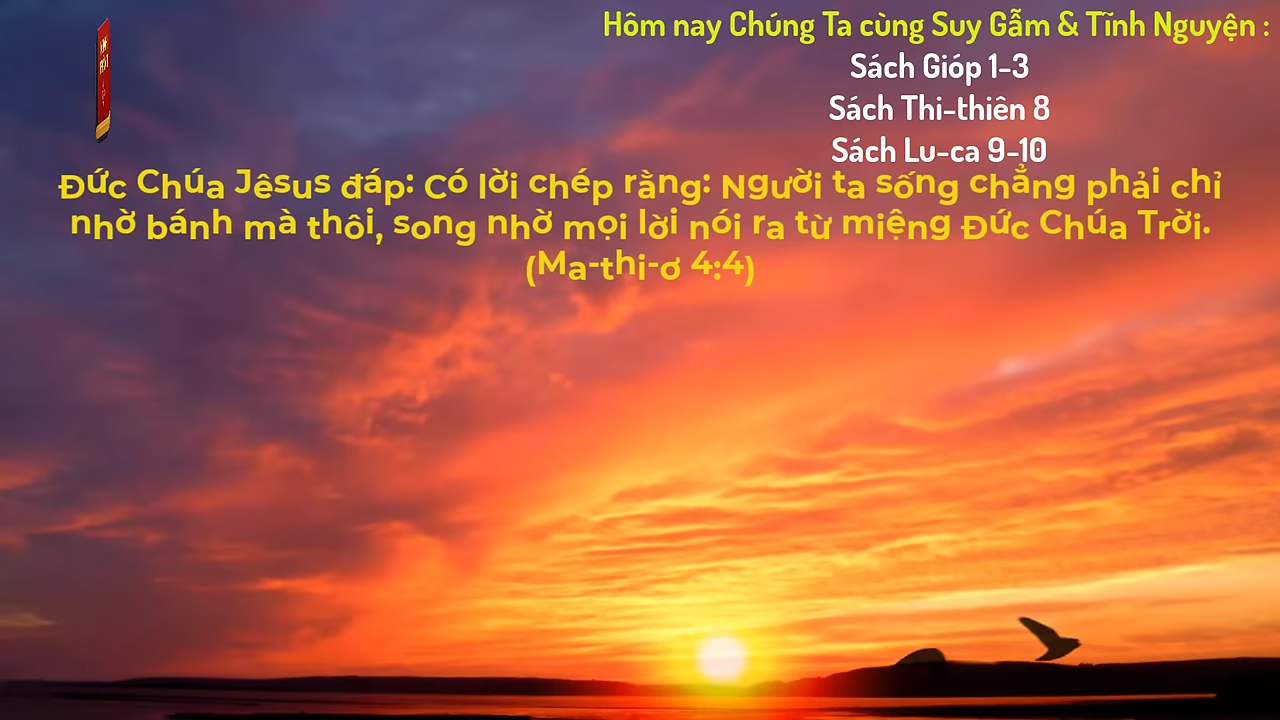 Hôm nay Chúng Ta cùng Suy Gẫm & Tĩnh Nguyện :
Sách Gióp 1-3
Sách Thi-thiên 8
Sách Lu-ca 9-10
Đức Chúa Jêsus đáp: Có lời chép rằng: Người ta sống chẳng phải chỉ
nhờ bánh mà thôi, song nhờ mọi lời nói ra từ miệng Đức Chúa Trời.
(Ma-thi-ơ 4:4)